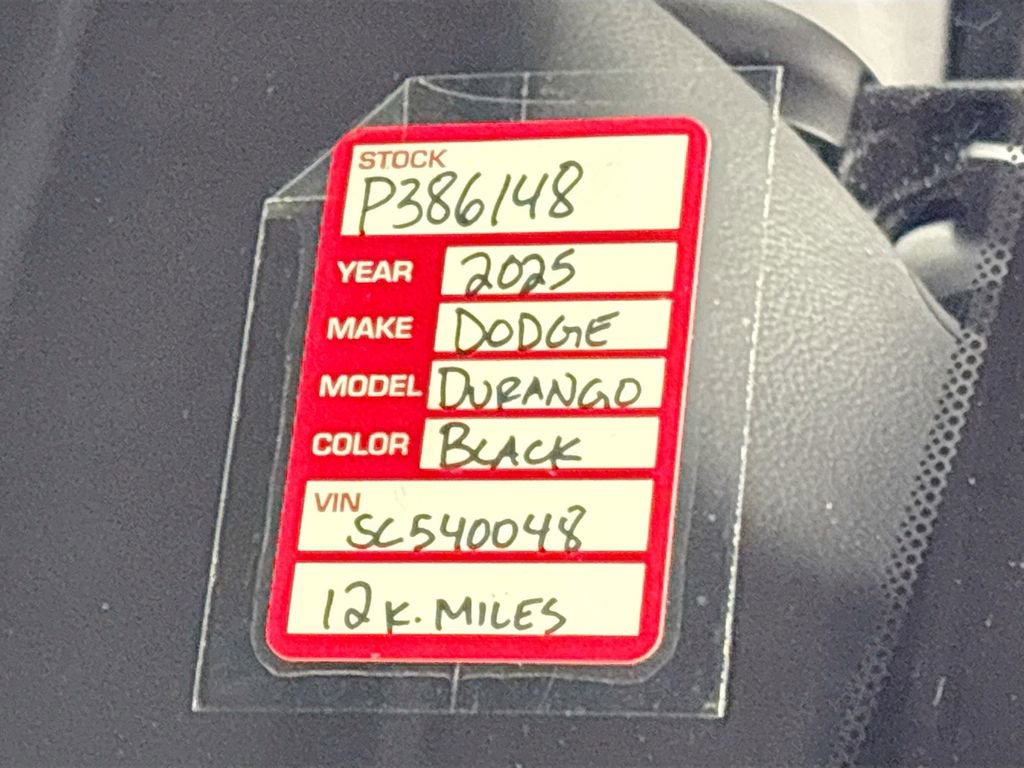 STOCK
P386148
YEAR 2025
MAKE DODGE
MODEL DURANGO
COLOR BLACK
VIN
SC540048
12K. MILES